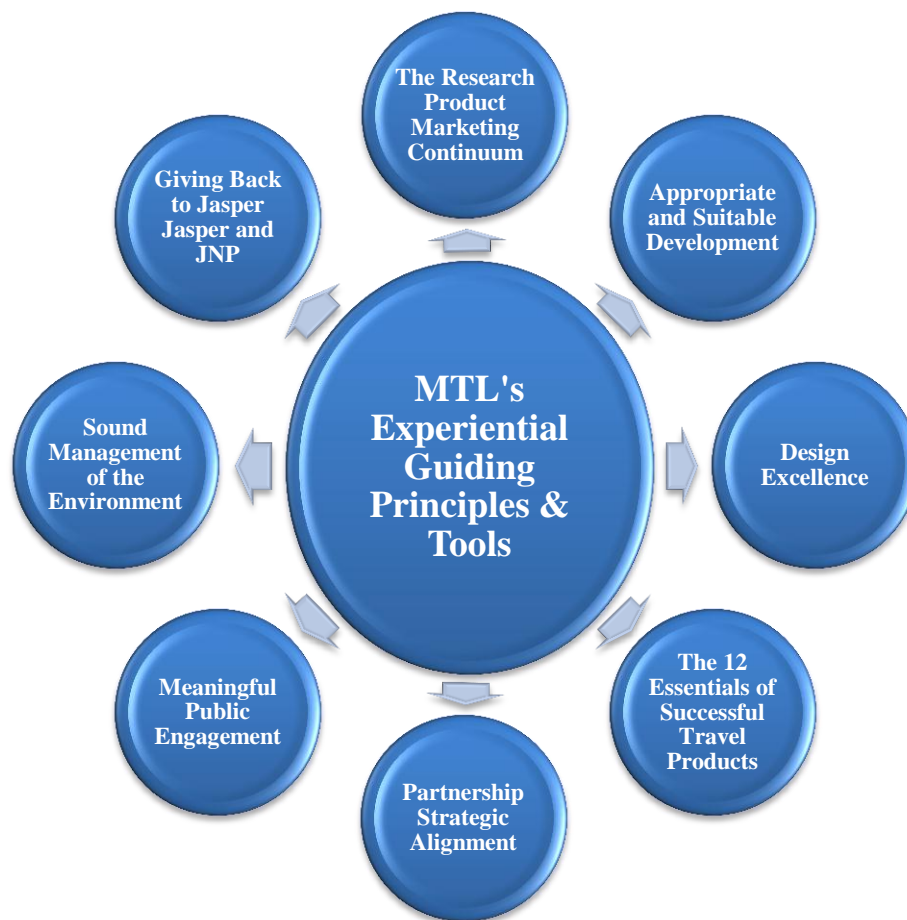 The Research
Product
Marketing
Continuum
Appropriate
and Suitable
Development
Design
Excellence
The 12
Essentials of
Successful
Travel
Products
Partnership
Strategic
Alignment
Meaningful
Public
Engagement
Sound
Management
of the
Environment
Giving Back
to Jasper
Jasper and
JNP
MTL's
Experiential
Guiding
Principles &
Tools